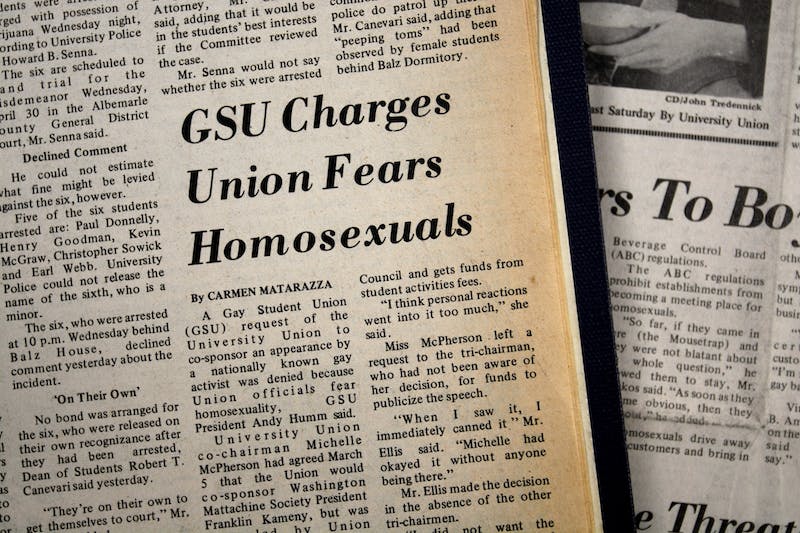 dents were arrested
rged with possession of
rijuana Wednesday night,
ording to University Police
Howard B. Senna.
The six are scheduled to
and trial for the
isdemeanor Wednesday,
pril 30 in the Albemarle
ounty General District
ourt, Mr. Senna said.
Declined Comment
He could not estimate
what fine might be levied
against the six, however.
Five of the six students
arrested are: Paul Donnelly,
Henry Goodman, Kevin
McGraw, Christopher Sowick
and Earl Webb. University
Police could not release the
name of the sixth, who is a
minor.
The six, who were arrested
at 10 p.m. Wednesday behind
Balz House, declined
comment yesterday about the
incident.
'On Their Own'
No bond was arranged for
the six, who were released on
their own recognizance after
they had been arrested,
Dean of Students Robert T.
Canevari said yesterday.
"They're on their own to
get themselves to court," Mr.
Attorney, Mr.
said, adding that it would be
in the students' best interests
if the Committee reviewed
the case.
Mr. Senna would not say
whether the six were arrested
police do patrol up
Mr. Canevari said, adding that
"peeping toms" had been
observed by female students
behind Balz Dormitory.
GSU Charges
Union Fears
Homosexuals
By CARMEN MATARAZZA
A Gay Student Union
(GSU) request of the
University Union to
co-sponsor an appearance by
a nationally known gay
activist was denied because
Union officials fear
homosexuality, GSU
President Andy Humm said.
University Union
co-chairman Michelle
McPherson had agreed March
5 that the Union would
co-sponsor Washington
Mattachine Society President
Franklin Kameny, but was
by Union
Council and gets funds from
student activities fees.
"I think personal reactions
went into it too much," she
said.
Miss McPherson left a
request to the tri-chairman,
who had not been aware of
her decision, for funds to
publicize the speech.
"When I saw it, I
immediately canned it" Mr.
Ellis said. "Michelle had
okayed it without anyone
being there."
Mr. Ellis made the decision
in the absence of the other
tri-chairmen.
"I did not want the
CD/John Tredennick
ast Saturday By University Union
rs To Bo
Beverage Control Board
(ABC) regulations.
The ABC regulations
prohibit establishments from
becoming a meeting place for
homosexuals.
"So far, if they came in
re (the Mousetrap) and
ey were not blatant about
whole question," he
wed them to stay, Mr.
kos said. "As soon as they
me obvious, then they
out," he added.
omosexuals drive away
customers and bring in
e Threat